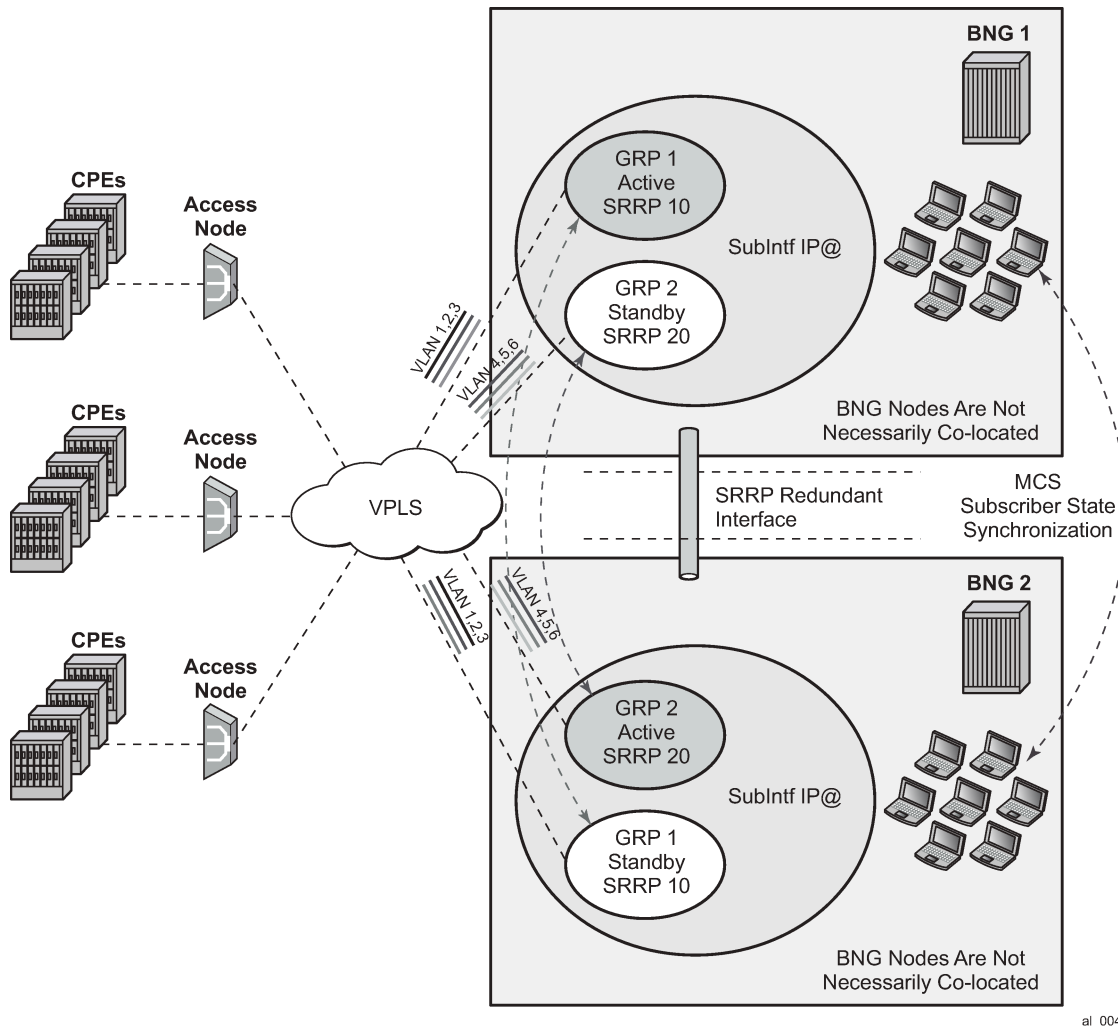 BNG 1
GRP 1
Active
SRRP 10
SubIntf IP@
GRP 2
Standby
SRRP 20
BNG Nodes Are Not
Necessarily Co-located
CPEs
Access
Node
CPEs
Access
Node
CPEs
Access
Node
VLAN 1,2,3
VLAN 4,5,6
VPLS
VLAN 1,2,3
VLAN 4,5,6
SRRP Redundant
Interface
MCS
Subscriber State
Synchronization
BNG 2
GRP 2
Active
SRRP 20
SubIntf IP@
GRP 1
Standby
SRRP 10
BNG Nodes Are Not
Necessarily Co-located
al_004